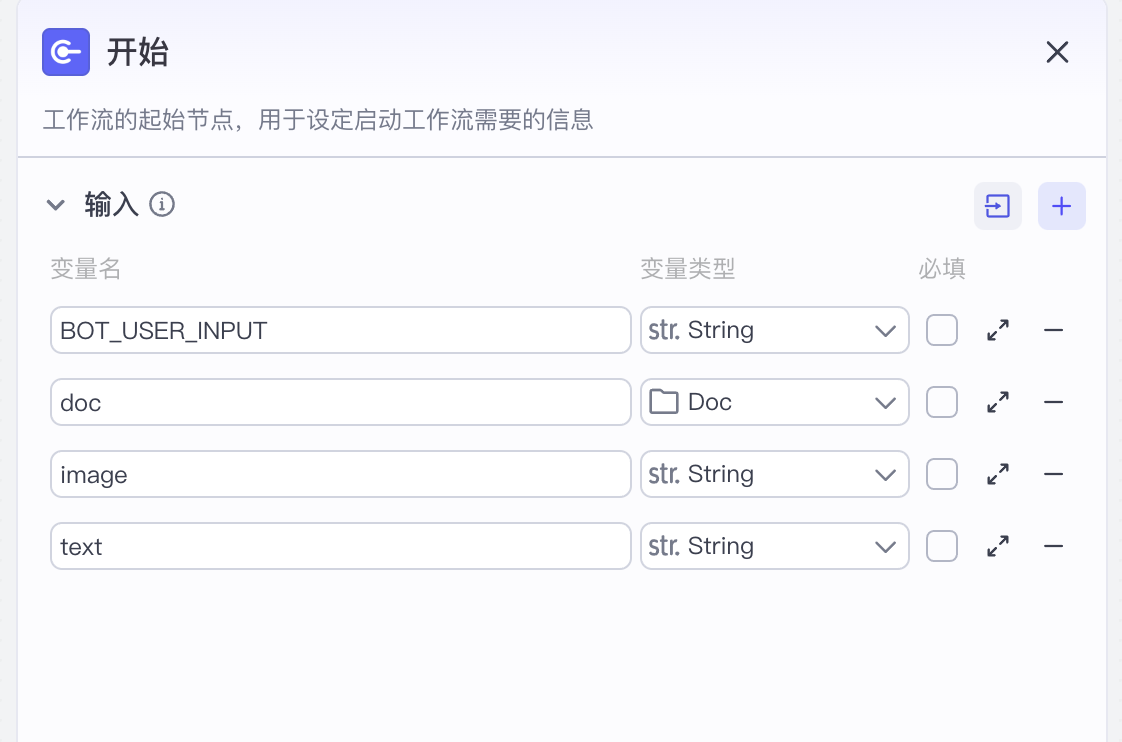 开始
工作流的起始节点，用于设定启动工作流需要的信息
输入
变量名 变量类型 必填
BOT_USER_INPUT str. String
doc Doc
image str. String
text str. String